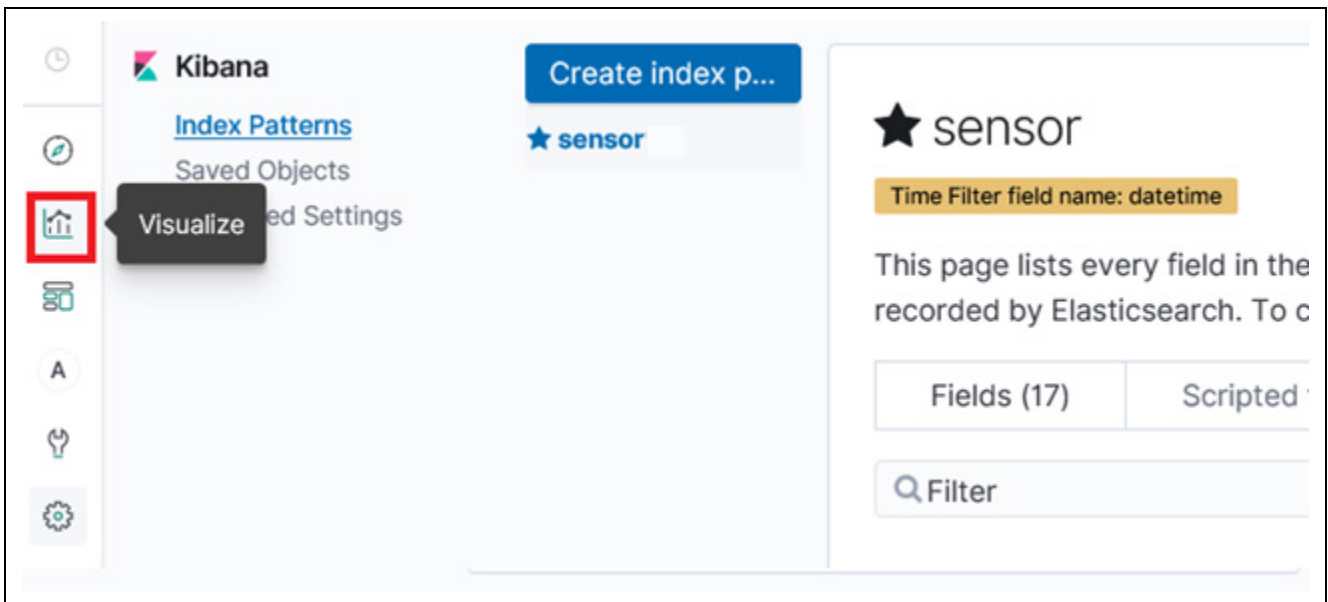 Kibana
Index Patterns
Saved Objects
ed Settings
Visualize
A
Create index p...
sensor
sensor
Time Filter field name: datetime
This page lists every field in the
recorded by Elasticsearch. To c
Fields (17)
Scripted
Filter